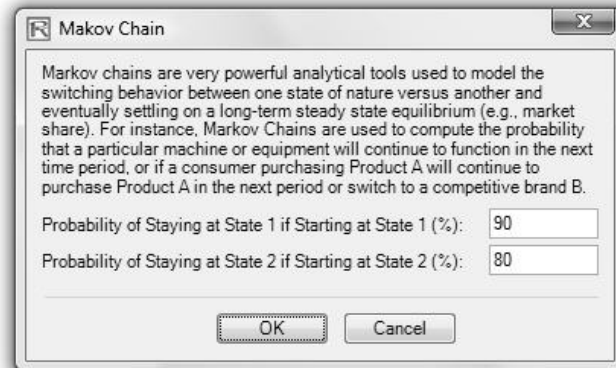 Makov Chain
Markov chains are very powerful analytical tools used to model the
switching behavior between one state of nature versus another and
eventually settling on a long-term steady state equilibrium (e.g., market
share). For instance, Markov Chains are used to compute the probability
that a particular machine or equipment will continue to function in the next
time period, or if a consumer purchasing Product A will continue to
purchase Product A in the next period or switch to a competitive brand B.
Probability of Staying at State 1 if Starting at State 1 (%): 90
Probability of Staying at State 2 if Starting at State 2 (%): 80
OK Cancel